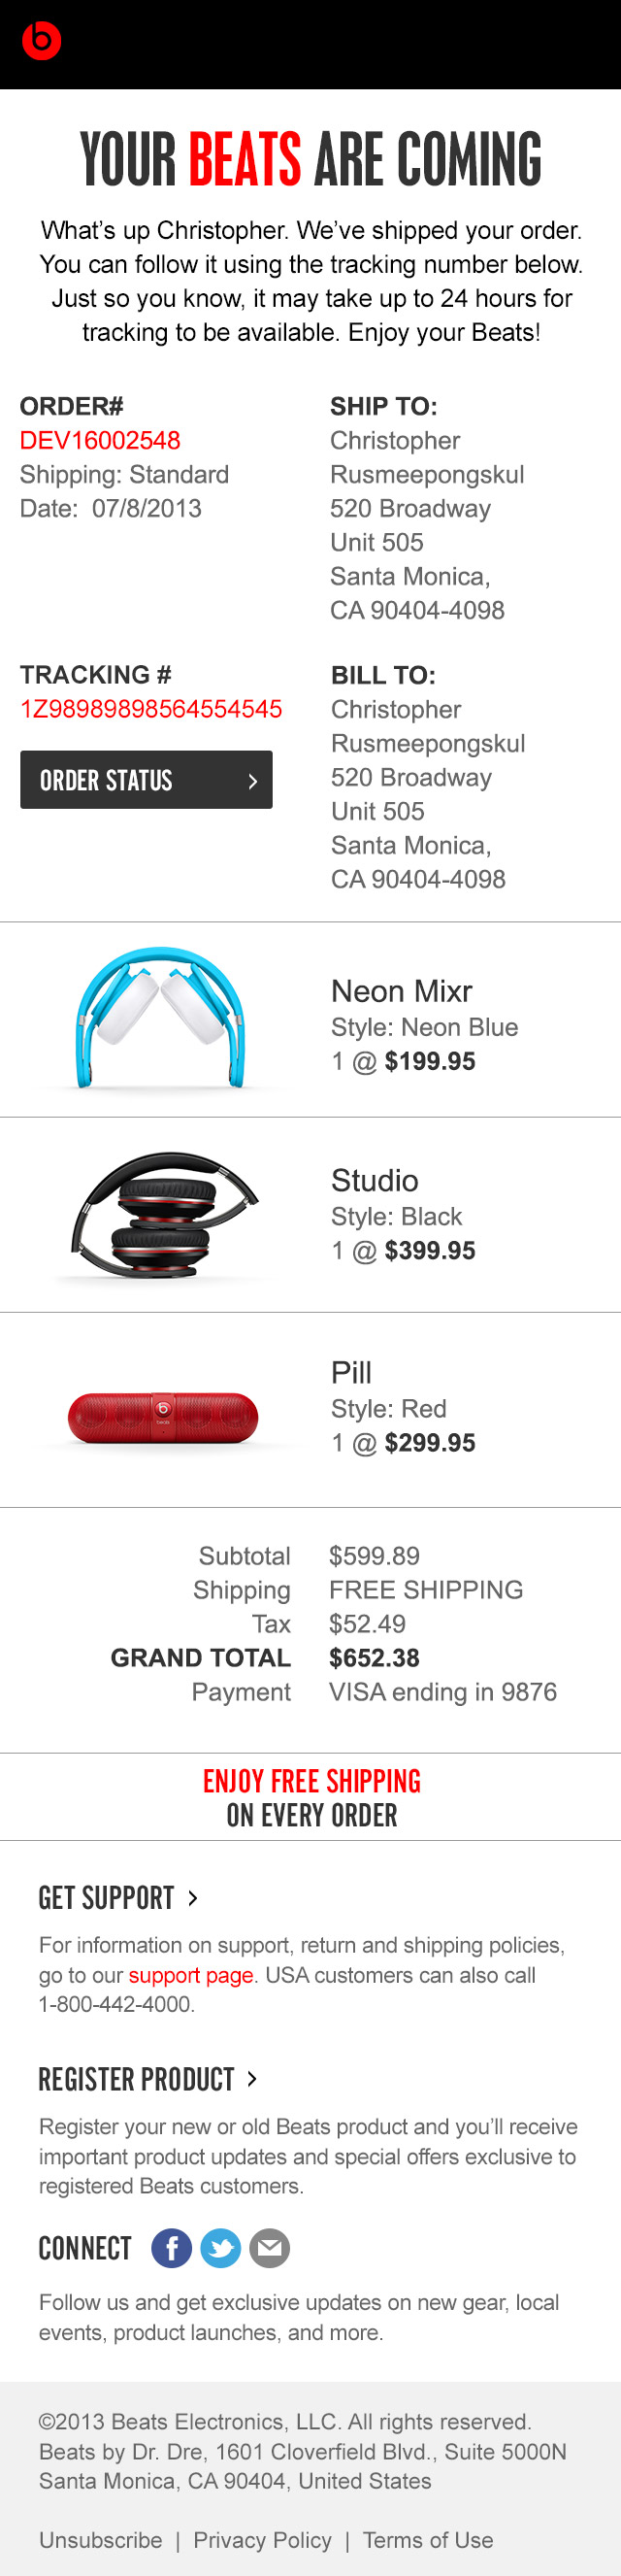 b
YOUR BEATS ARE COMING
What’s up Christopher. We’ve shipped your order.
You can follow it using the tracking number below.
Just so you know, it may take up to 24 hours for
tracking to be available. Enjoy your Beats!
ORDER#
DEV16002548
Shipping: Standard
Date:  07/8/2013
SHIP TO:
Christopher
Rusmeepongskul
520 Broadway
Unit 505
Santa Monica,
CA 90404-4098
TRACKING #
1Z98989898564554545
ORDER STATUS
BILL TO:
Christopher
Rusmeepongskul
520 Broadway
Unit 505
Santa Monica,
CA 90404-4098
Neon Mixr
Style: Neon Blue
1 @ $199.95
Studio
Style: Black
1 @ $399.95
Pill
Style: Red
1 @ $299.95
Subtotal $599.89
Shipping FREE SHIPPING
Tax $52.49
GRAND TOTAL $652.38
Payment VISA ending in 9876
ENJOY FREE SHIPPING
ON EVERY ORDER
GET SUPPORT >
For information on support, return and shipping policies,
go to our support page. USA customers can also call
1-800-442-4000.
REGISTER PRODUCT >
Register your new or old Beats product and you’ll receive
important product updates and special offers exclusive to
registered Beats customers.
CONNECT
Follow us and get exclusive updates on new gear, local
events, product launches, and more.
©2013 Beats Electronics, LLC. All rights reserved.
Beats by Dr. Dre, 1601 Cloverfield Blvd., Suite 5000N
Santa Monica, CA 90404, United States
Unsubscribe | Privacy Policy | Terms of Use